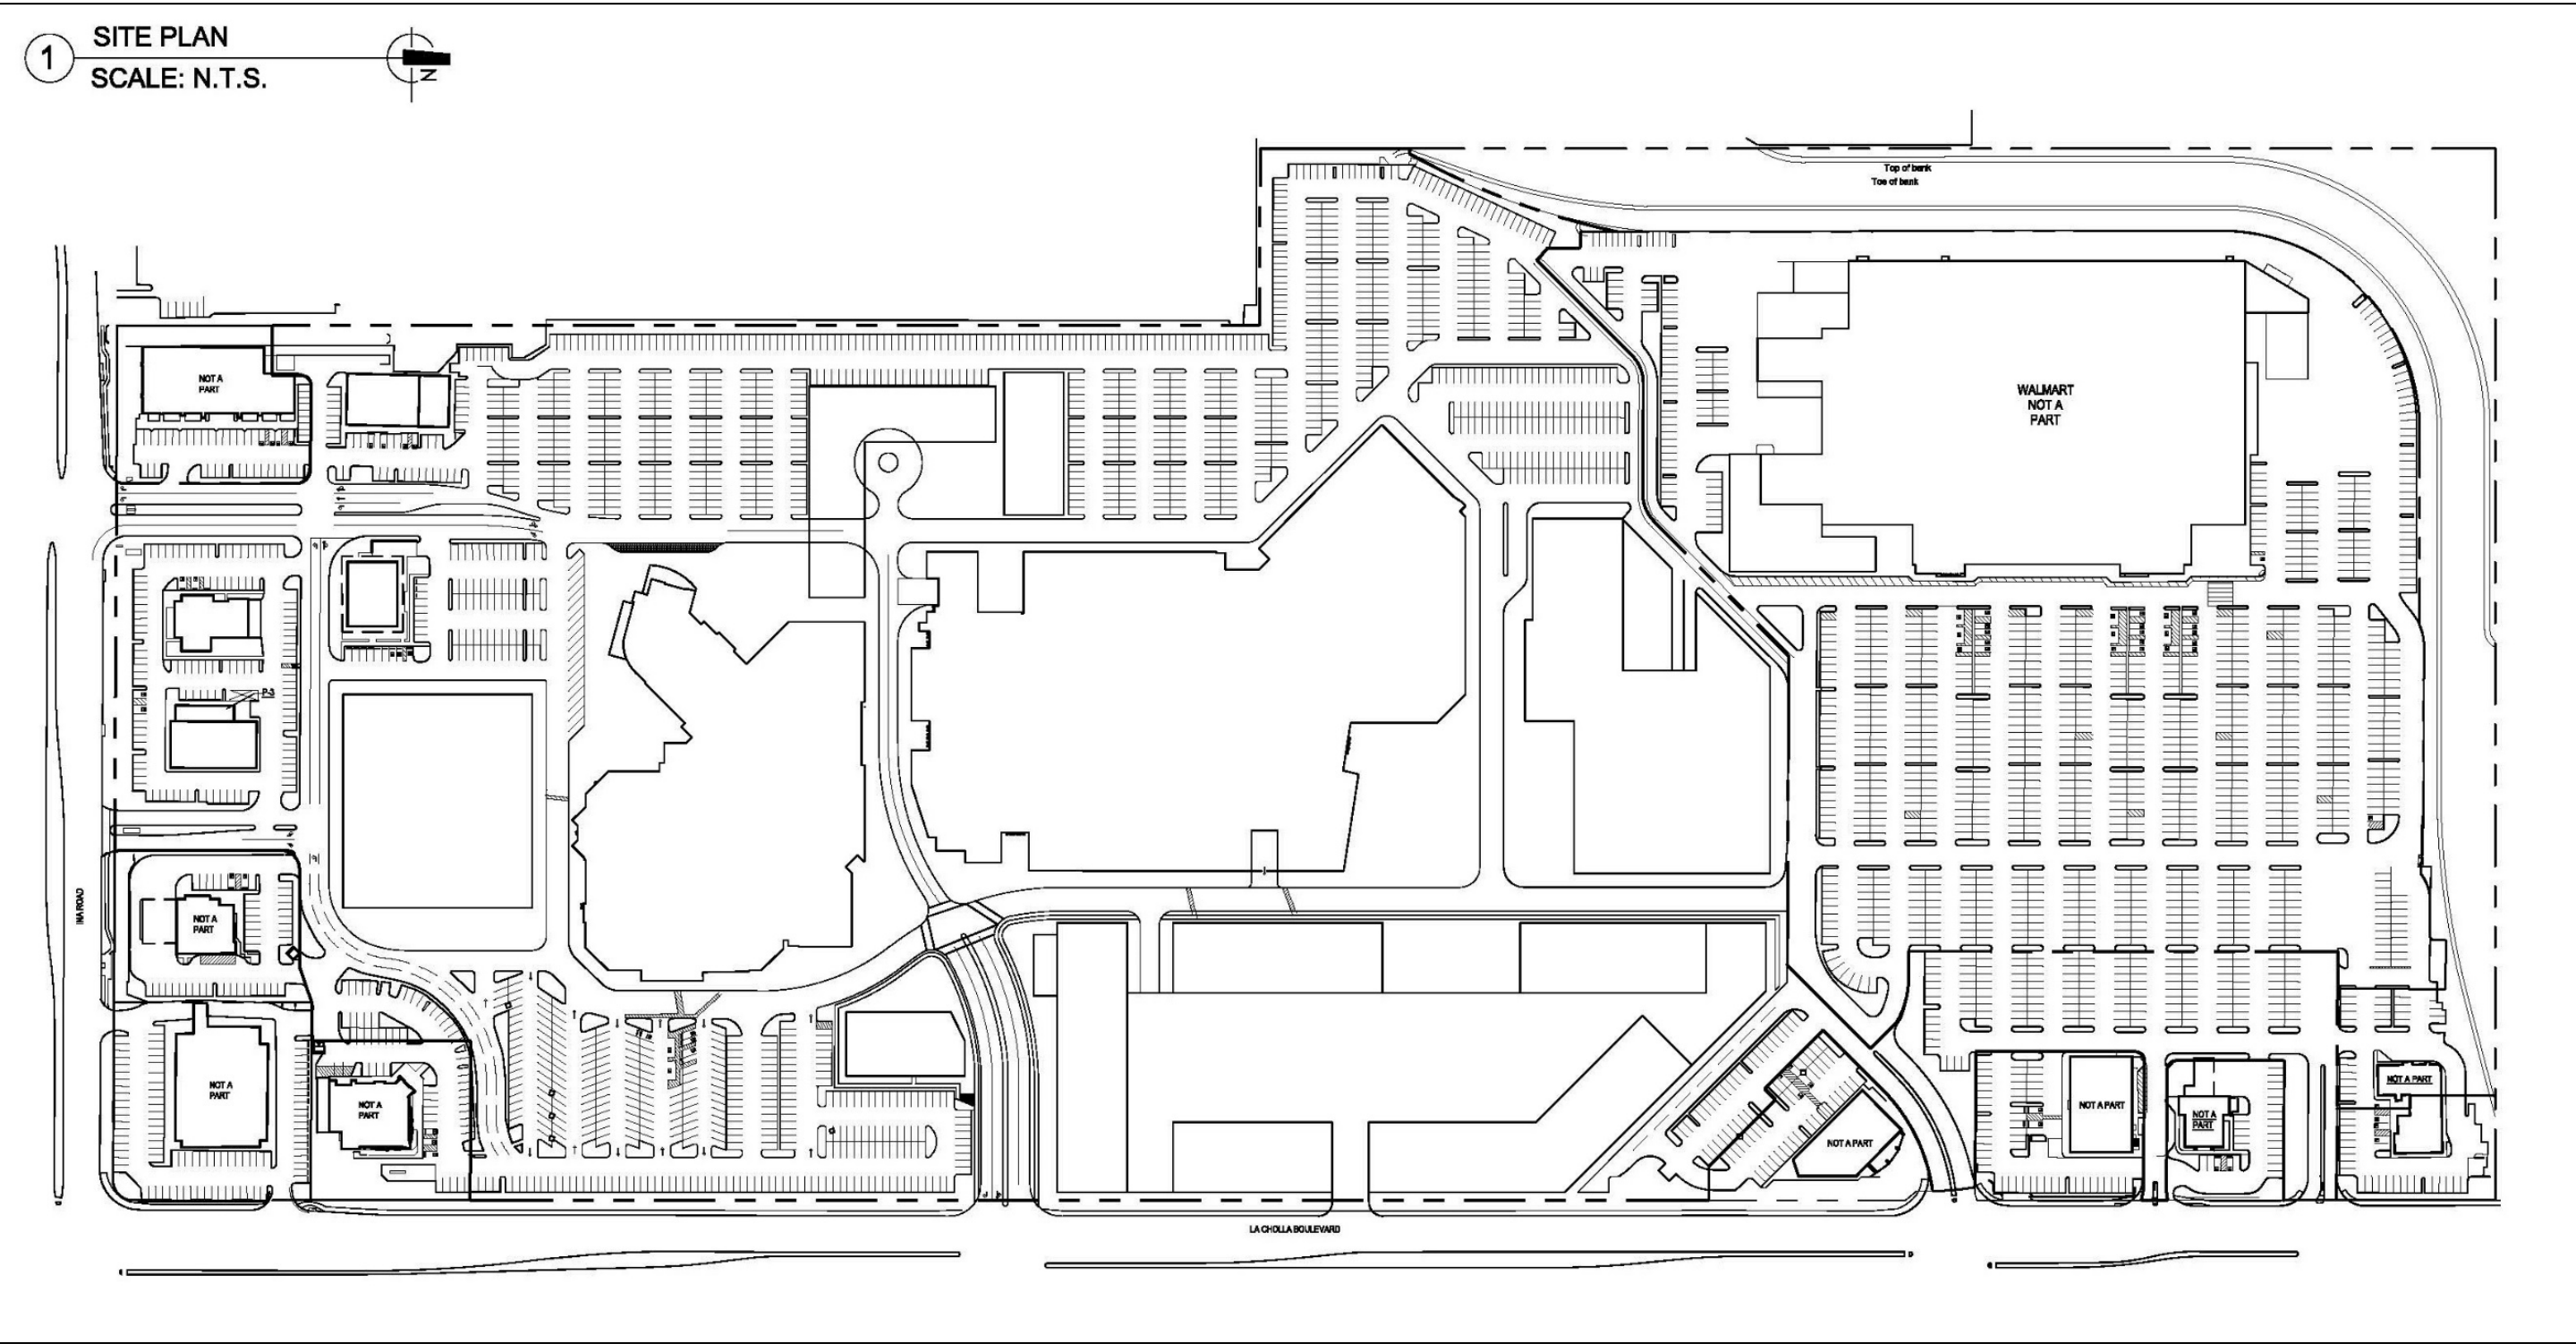 1
SITE PLAN
SCALE: N.T.S.
N
Top of bank
Toe of bank
NOT A
PART
WALMART
NOT A
PART
P-3
INA ROAD
NOT A
PART
NOT A
PART
NOT A
PART
NOT A PART
NOT A PART
NOT A
PART
NOT A PART
LA CHOLLA BOULEVARD